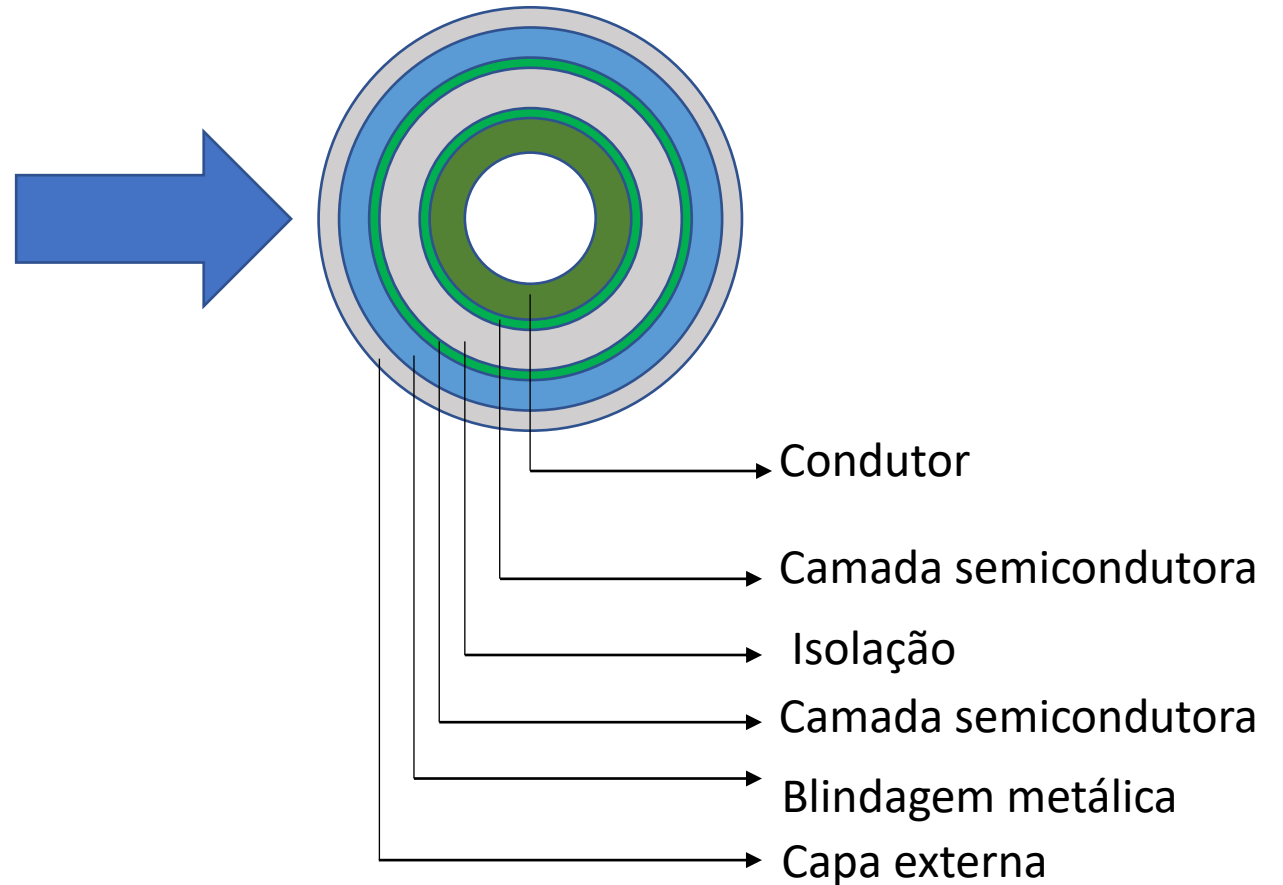 Condutor
Camada semicondutora
Isolação
Camada semicondutora
Blindagem metálica
Capa externa